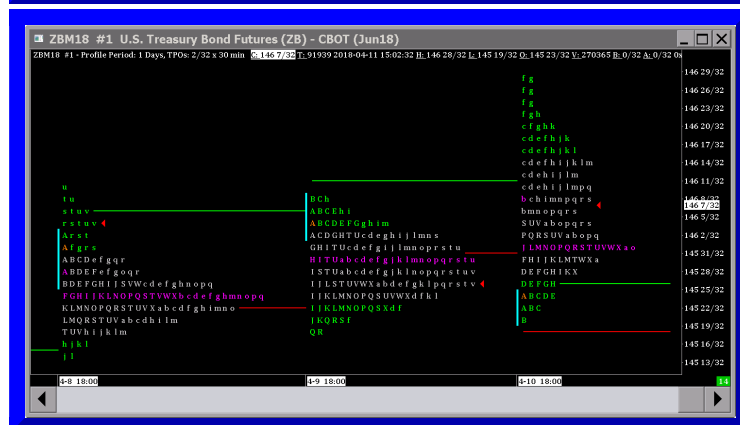 ZBM18 #1 U.S. Treasury Bond Futures (ZB) - CBOT (Jun18)
ZBM18 #1 - Profile Period: 1 Days, TPOs: 2/32 x 30 min C: 146 7/32 T: 91939 2018-04-11 15:02:32 H: 146 28/32 L: 145 19/32 O: 145 23/32 V: 270365 B: 0/32 A: 0/32 0x
u
t u
s t u v
r s t u v
A r s t
A f g r s
A B C D e f g q r
A B D E F e f g o q r
B D E F G H I J S V W c d e f g h n o p q
F G H I J K L N O P Q S T V W X b c d e f g h m n o p q
K L M N O P R S T U V X a b c d f g h i m n o
L M Q R S T U V a b c d h i l m
T U V h i j k l m
h j k l
j l
B C h
A B C E h i
A B C D E F G g h i m
A C D G H T U c d e g h i j l m n s
G H I T U c d e f g i j l m n o p r s t u
H I T U a b c d e f g j k l m n o p q r s t u
I S T U a b c d e f g j k l n o p q r s t u v
I J L S T U V W X a b d e f g k l p q r s t v
I J K L M N O P Q S U V W X d f k l
I J K L M N O P Q S X d f
J K Q R S f
Q R
f g
f g
f g
f g h
c f g h k
c d e f h j k
c d e f h j k l
c d e f h i j k l m
c d e h i j l m
c d e h i j l m p q
b c h i m n p q r s
b m n o p q r s
S U V a b o p q r s
P Q R S U V a b o p q
J L M N O P Q R S T U V W X a o
F H I J K L M T W X a
D E F G H I K X
D E F G H
A B C D E
A B C
B
146 29/32
146 26/32
146 23/32
146 20/32
146 17/32
146 14/32
146 11/32
146 7/32
146 5/32
146 2/32
145 31/32
145 28/32
145 25/32
145 22/32
145 19/32
145 16/32
145 13/32
4-8 18:00
4-9 18:00
4-10 18:00
14